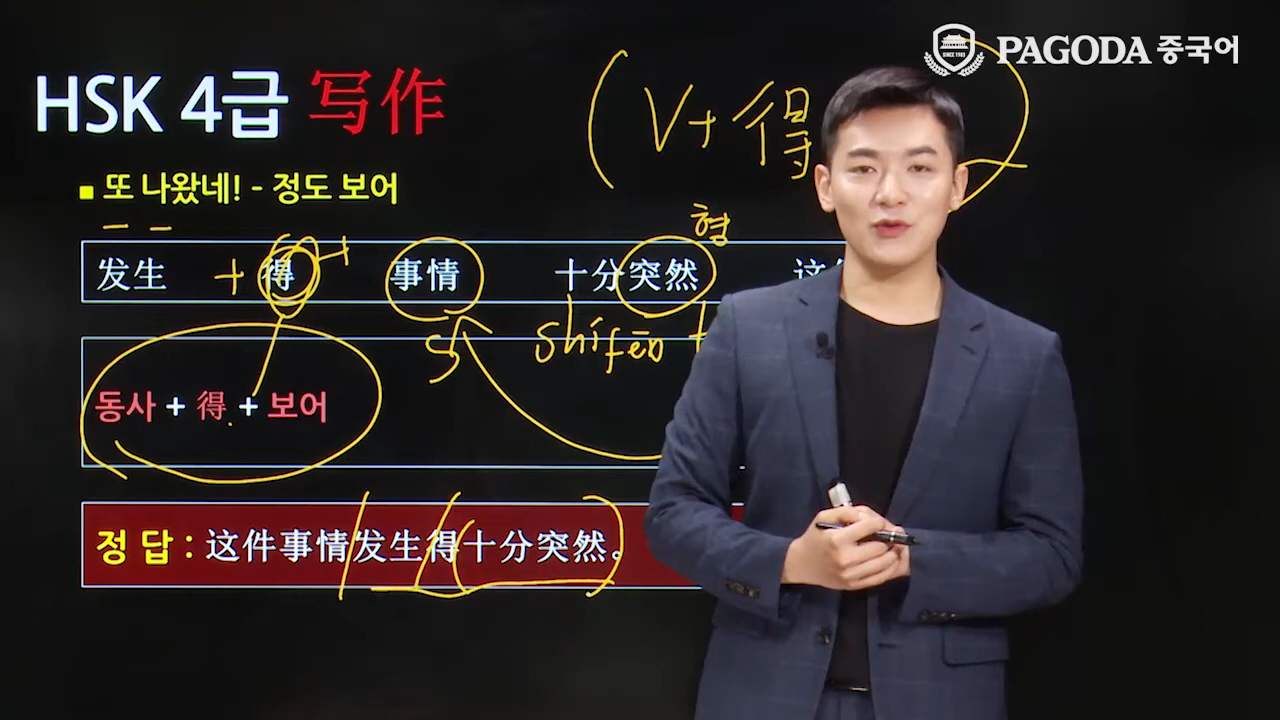 SINCE 1969
PAGODA 중국어
HSK 4급 写作
V+得
또 나왔네! - 정도 보어
형
发生 + 得 事情 十分突然
S
shífēn +
동사 + 得 + 보어
정 답 : 这件事情发生得十分突然。